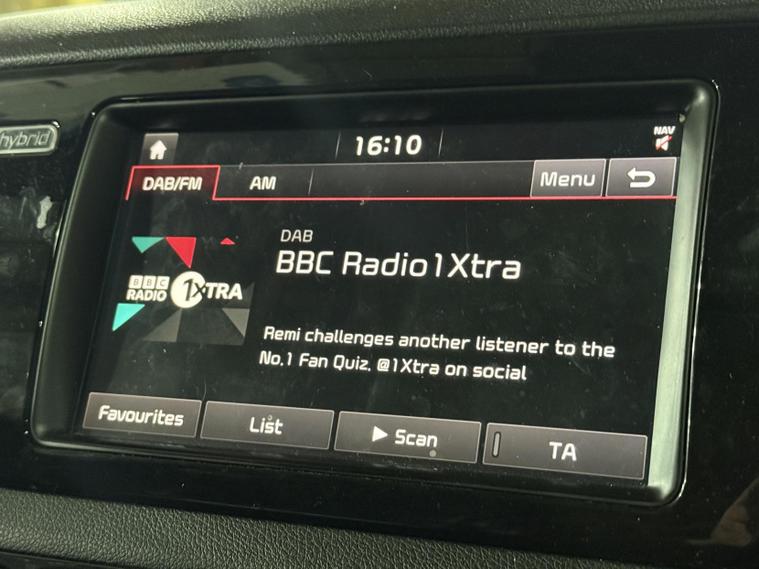 hybrid
16:10
NAV
DAB/FM
AM
Menu
DAB
BBC Radio 1Xtra
BBC
RADIO 1XTRA
Remi challenges another listener to the
No.1 Fan Quiz. @1Xtra on social
Favourites
List
Scan
TA